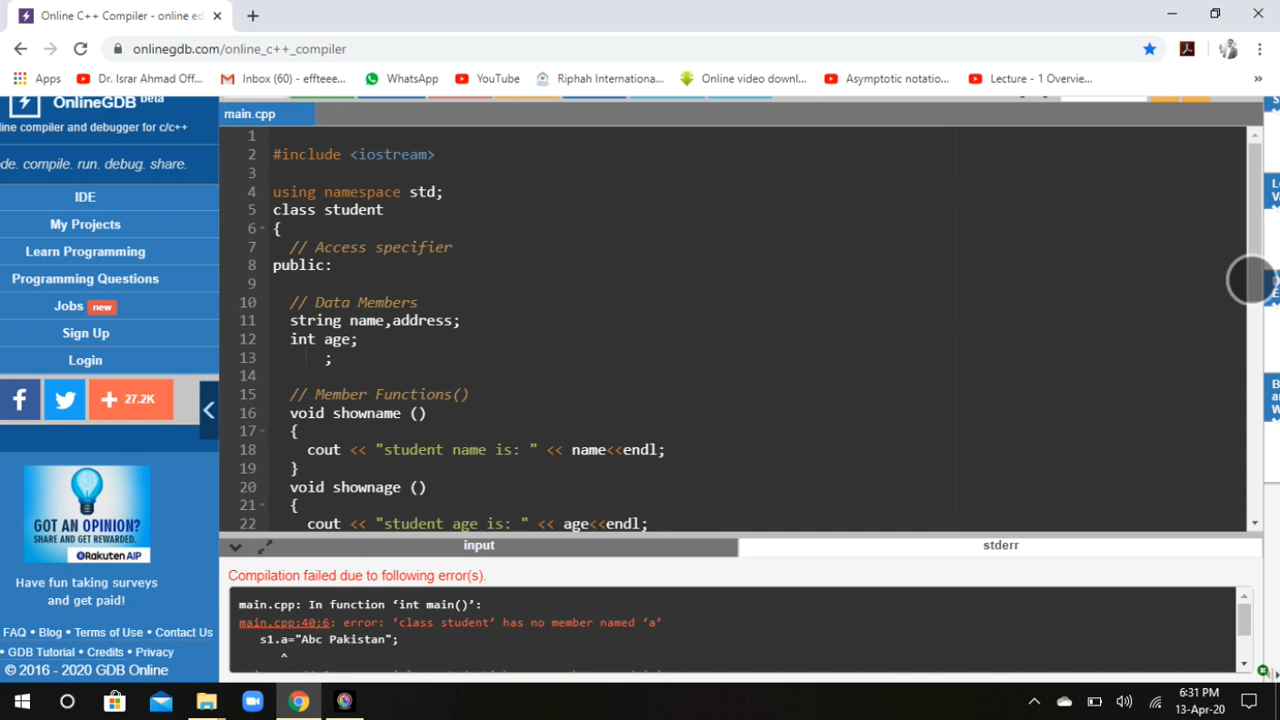 Online C++ Compiler - online ed
onlinegdb.com/online_c++_compiler
Apps
Dr. Israr Ahmad Off...
Inbox (60) - effteee...
WhatsApp
YouTube
Riphah Internationa...
Online video downl...
Asymptotic notatio...
Lecture - 1 Overvie...
»
OnlineGDB beta
line compiler and debugger for c/c++
ode. compile. run. debug. share.
IDE
My Projects
Learn Programming
Programming Questions
Jobs new
Sign Up
Login
+ 27.2K
GOT AN OPINION?
SHARE AND GET REWARDED.
Rakuten AIP
Have fun taking surveys
and get paid!
FAQ • Blog • Terms of Use • Contact Us
• GDB Tutorial • Credits • Privacy
© 2016 - 2020 GDB Online
main.cpp
1
2 #include <iostream>
3
4 using namespace std;
5 class student
6 {
7 // Access specifier
8 public:
9
10 // Data Members
11 string name,address;
12 int age;
13 ;
14
15 // Member Functions()
16 void showname ()
17 {
18 cout << "student name is: " << name<<endl;
19 }
20 void shownage ()
21 {
22 cout << "student age is: " << age<<endl;
input
stderr
Compilation failed due to following error(s).
main.cpp: In function ‘int main()’:
main.cpp:40:6: error: ‘class student’ has no member named ‘a’
s1.a="Abc Pakistan";
^
6:31 PM
13-Apr-20